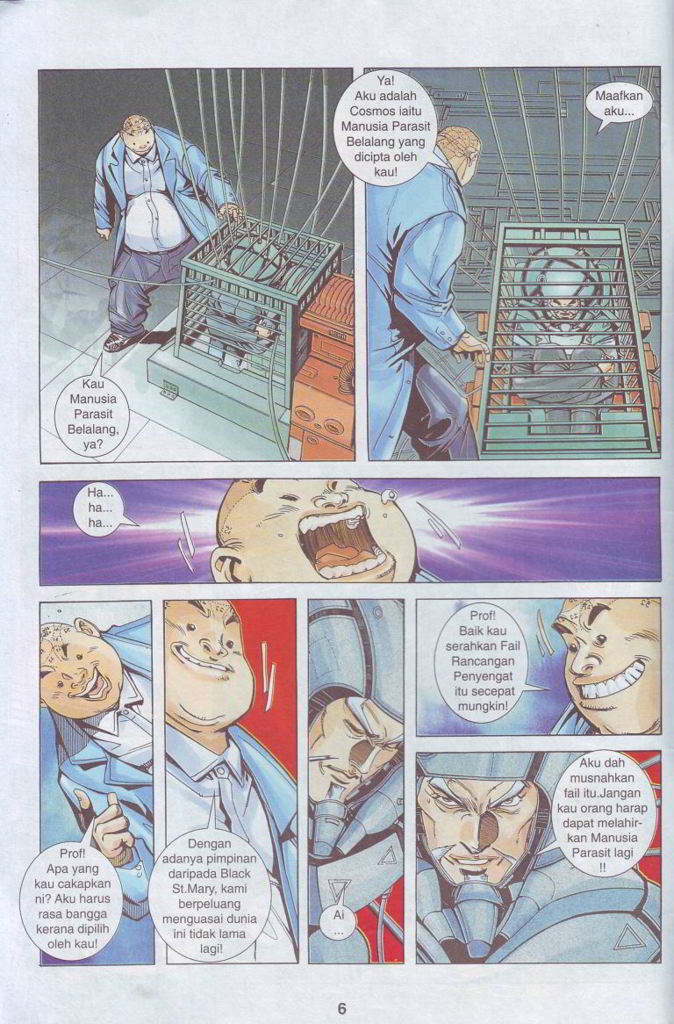 Kau
Manusia
Parasit
Belalang,
ya?
Ya!
Aku adalah
Cosmos iaitu
Manusia Parasit
Belalang yang
dicipta oleh
kau!
Maafkan
aku...
Ha...
ha...
ha...
Prof!
Apa yang
kau cakapkan
ni? Aku harus
rasa bangga
kerana dipilih
oleh kau!
Dengan
adanya pimpinan
daripada Black
St.Mary, kami
berpeluang
menguasai dunia
ini tidak lama
lagi!
Ai
...
Prof!
Baik kau
serahkan Fail
Rancangan
Penyengat
itu secepat
mungkin!
Aku dah
musnahkan
fail itu.Jangan
kau orang harap
dapat melahir-
kan Manusia
Parasit lagi
!!
6